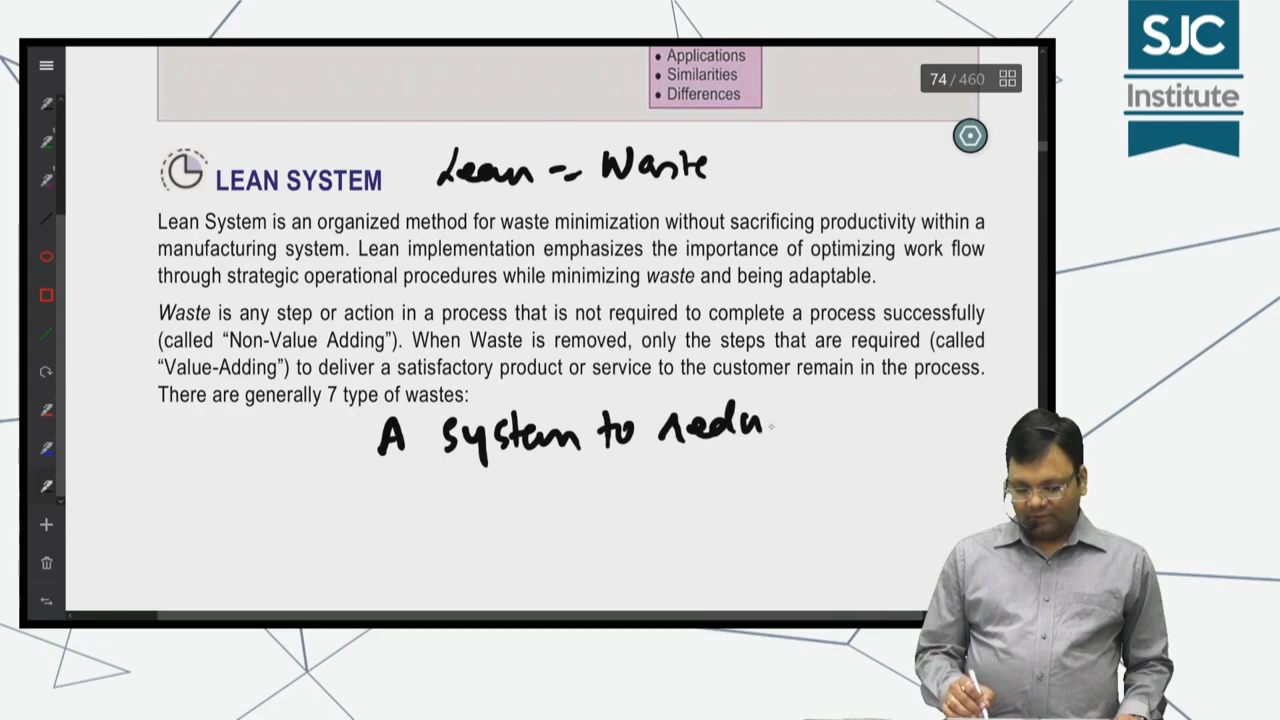 SJC
Institute
• Applications
• Similarities
• Differences
74 / 460
LEAN SYSTEM
Lean = Waste
Lean System is an organized method for waste minimization without sacrificing productivity within a
manufacturing system. Lean implementation emphasizes the importance of optimizing work flow
through strategic operational procedures while minimizing waste and being adaptable.
Waste is any step or action in a process that is not required to complete a process successfully
(called “Non-Value Adding”). When Waste is removed, only the steps that are required (called
“Value-Adding”) to deliver a satisfactory product or service to the customer remain in the process.
There are generally 7 type of wastes:
A system to redu